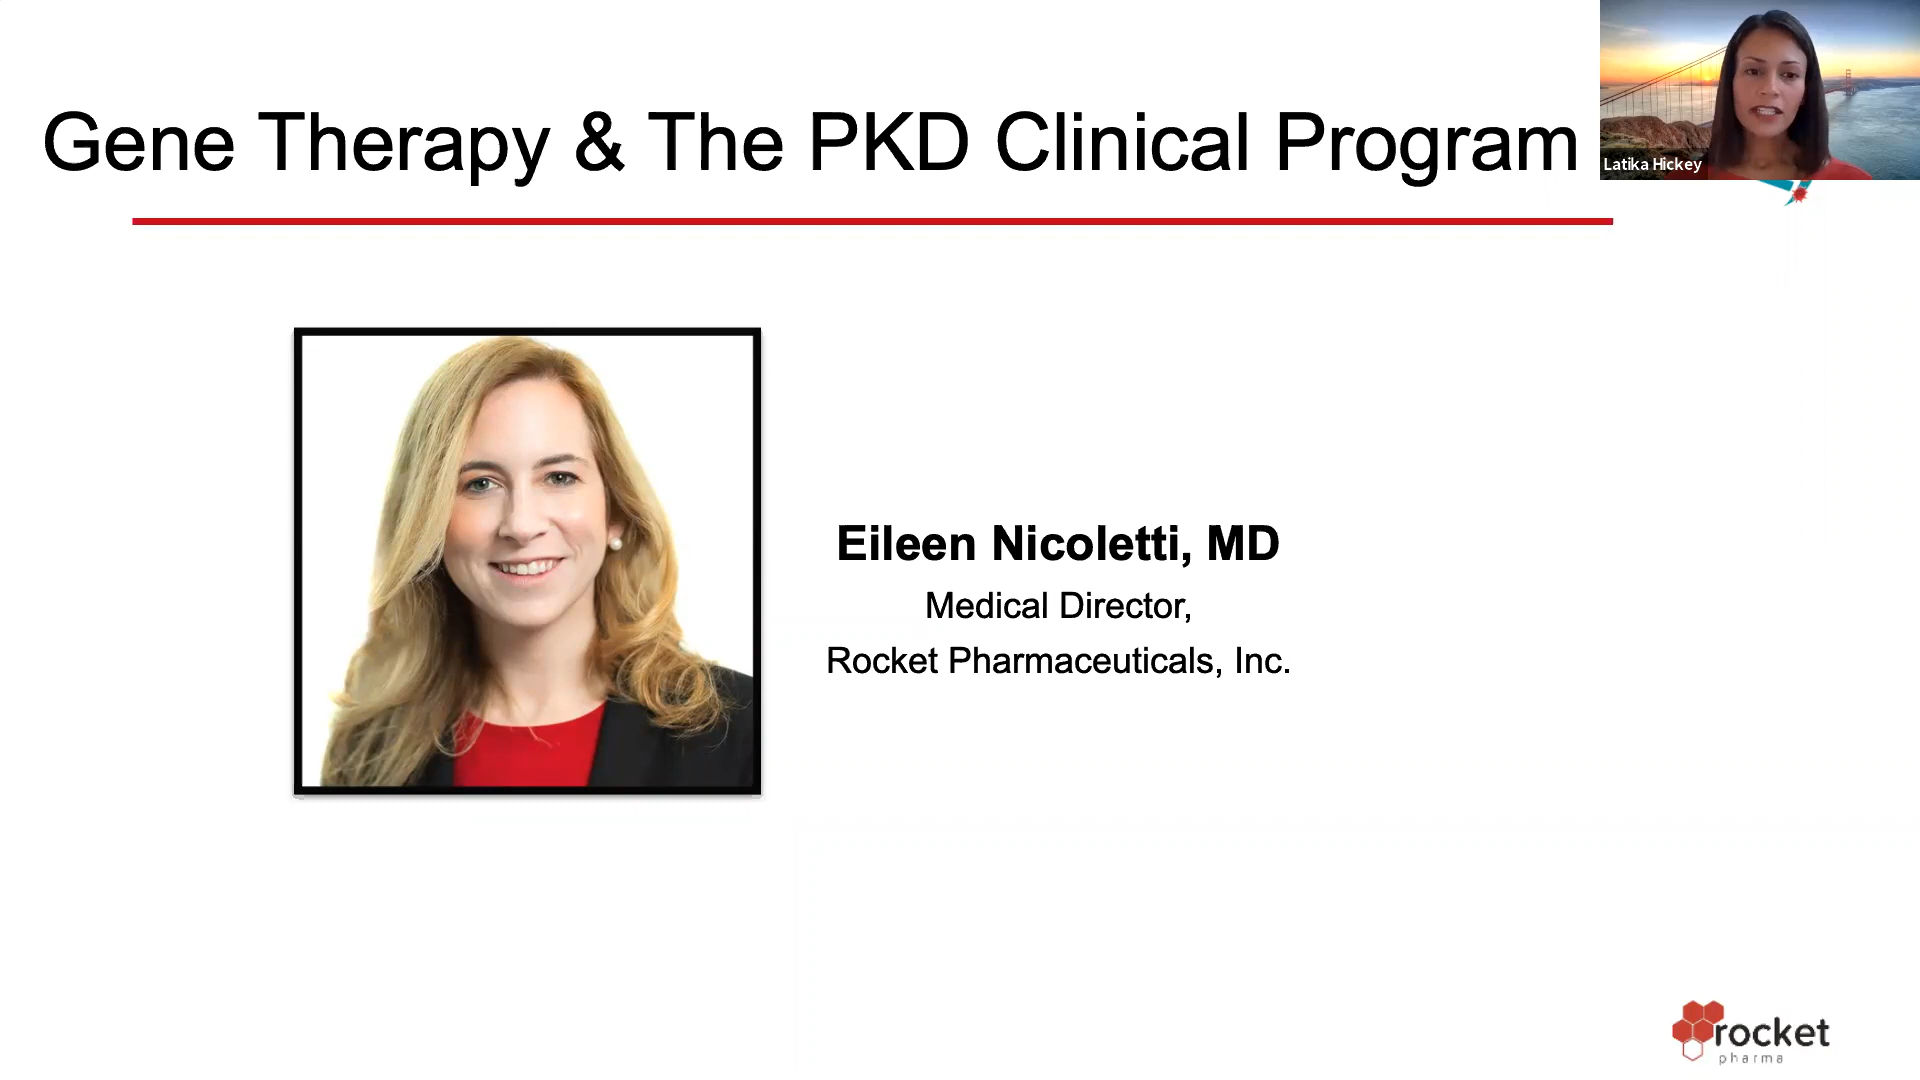 Gene Therapy & The PKD Clinical Program
Latika Hickey
Eileen Nicoletti, MD
Medical Director,
Rocket Pharmaceuticals, Inc.
rocket
pharma